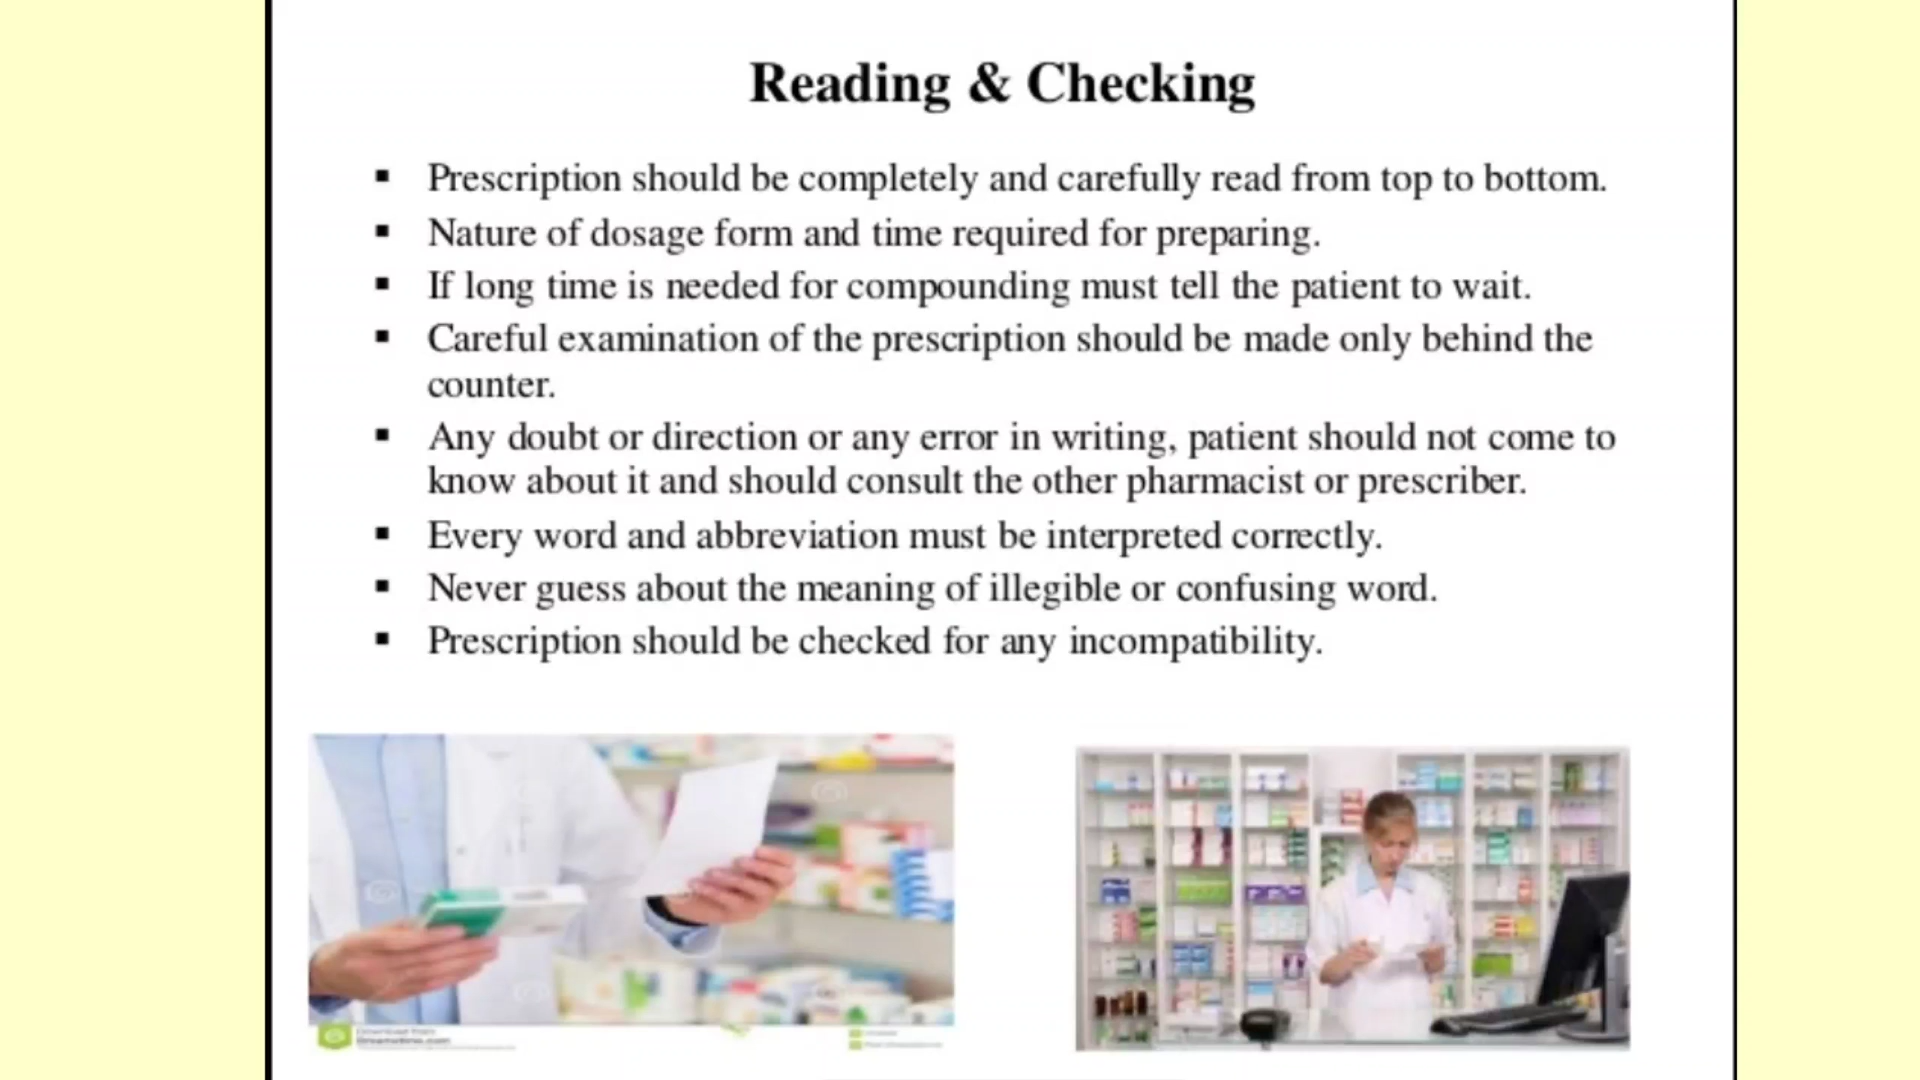 Reading & Checking
▪ Prescription should be completely and carefully read from top to bottom.
▪ Nature of dosage form and time required for preparing.
▪ If long time is needed for compounding must tell the patient to wait.
▪ Careful examination of the prescription should be made only behind the
counter.
▪ Any doubt or direction or any error in writing, patient should not come to
know about it and should consult the other pharmacist or prescriber.
▪ Every word and abbreviation must be interpreted correctly.
▪ Never guess about the meaning of illegible or confusing word.
▪ Prescription should be checked for any incompatibility.
Download from
Dreamstime.com